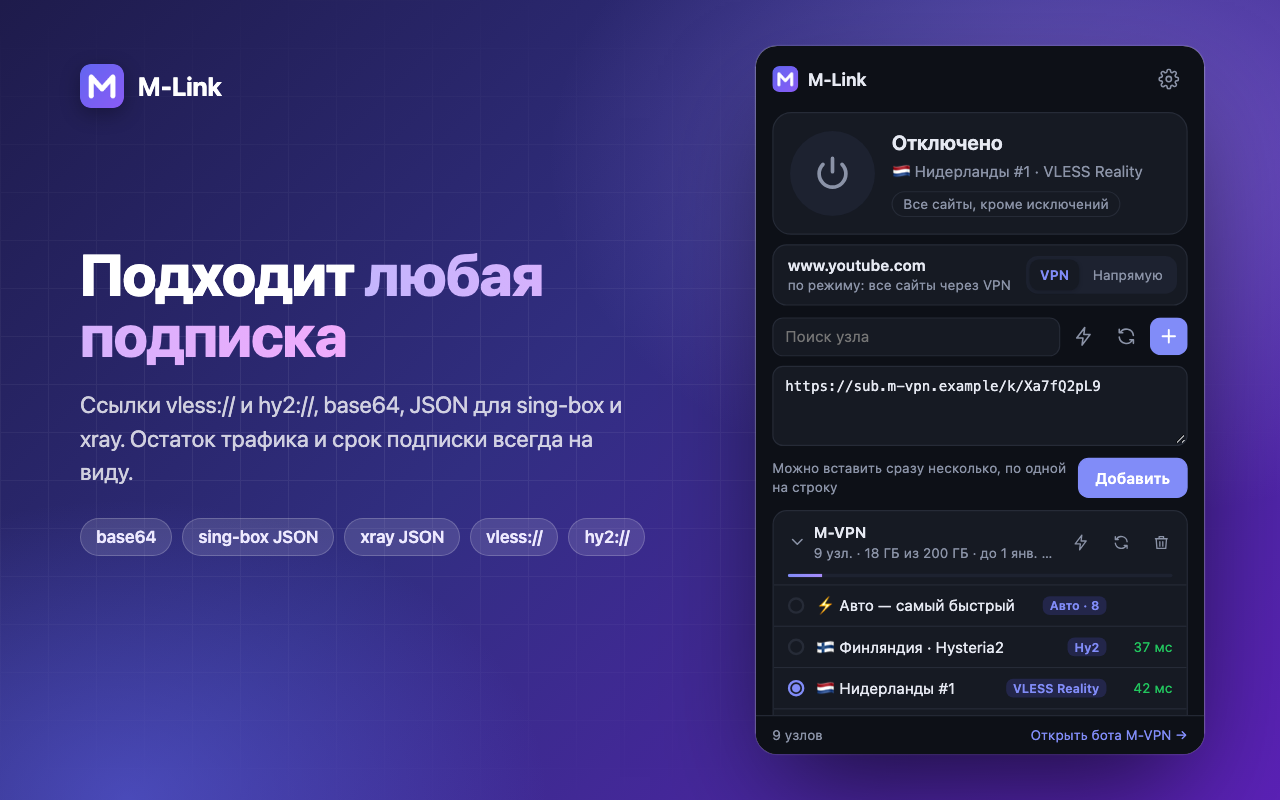 M-Link
Подходит любая
подписка
Ссылки vless:// и hy2://, base64, JSON для sing-box и
xray. Остаток трафика и срок подписки всегда на
виду.
base64
sing-box JSON
xray JSON
vless://
hy2://
M-Link
Отключено
🇳🇱 Нидерланды #1 · VLESS Reality
Все сайты, кроме исключений
www.youtube.com
по режиму: все сайты через VPN
VPN
Напрямую
Поиск узла
https://sub.m-vpn.example/k/Xa7fQ2pL9
Можно вставить сразу несколько, по одной
на строку
Добавить
M-VPN
9 узл. · 18 ГБ из 200 ГБ · до 1 янв. ...
⚡ Авто — самый быстрый
Авто · 8
🇫🇮 Финляндия · Hysteria2
Hy2
37 мс
🇳🇱 Нидерланды #1
VLESS Reality
42 мс
9 узлов
Открыть бота M-VPN →